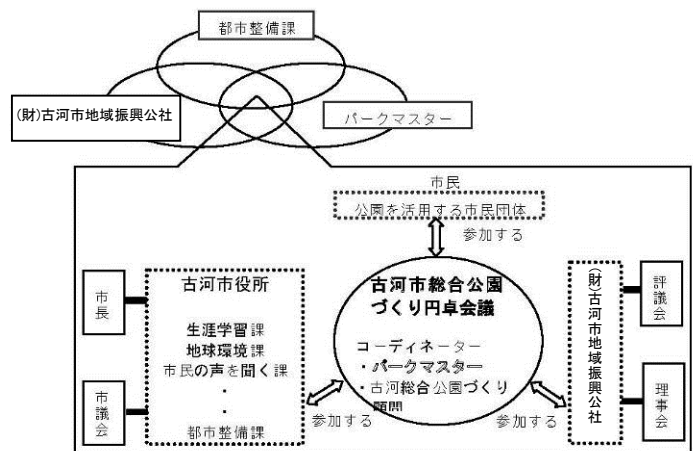 都市整備課
(財)古河市地域振興公社
パークマスター
市民
公園を活用する市民団体
参加する
市長
市議会
古河市役所
生涯学習課
地球環境課
市民の声を聞く課
・
・
都市整備課
参加する
古河市総合公園
づくり円卓会議
コーディネーター
・パークマスター
・古河総合公園づくり
顧問
参加する
(財)古河市地域振興公社
評議会
理事会